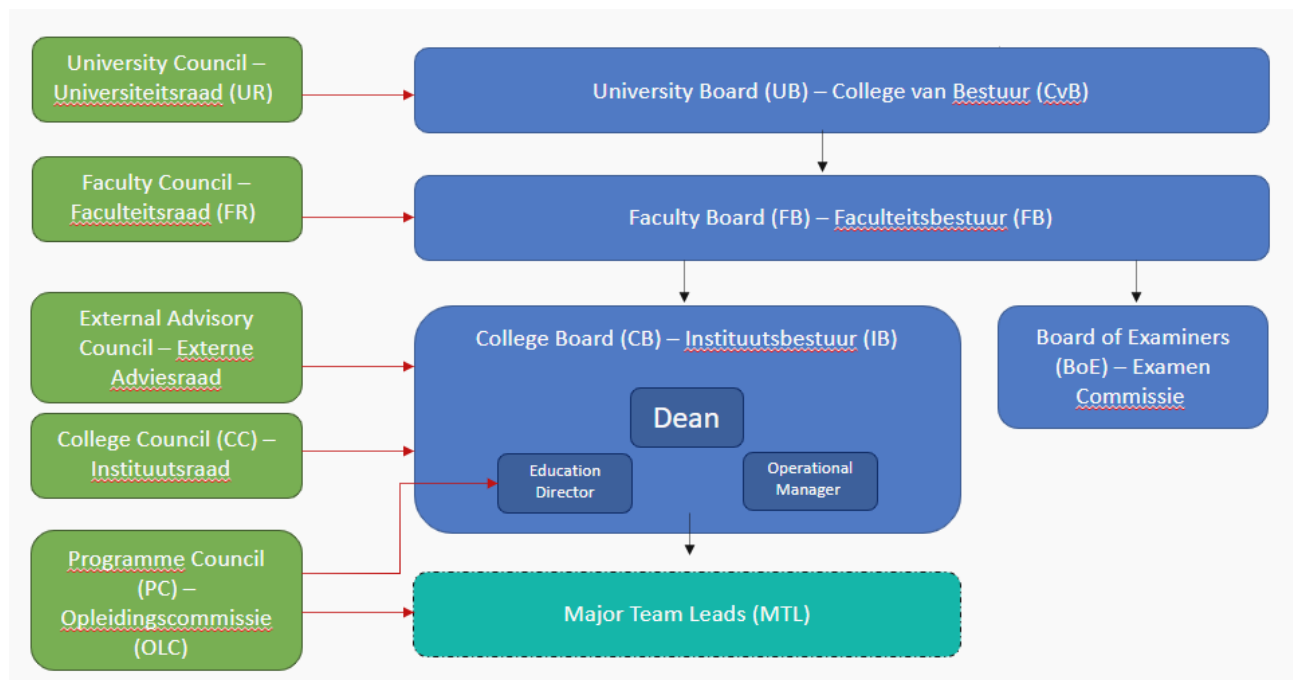 University Council –
Universiteitsraad (UR)
University Board (UB) – College van Bestuur (CvB)
Faculty Council –
Faculteitsraad (FR)
Faculty Board (FB) – Faculteitsbestuur (FB)
External Advisory
Council – Externe
Adviesraad
College Council (CC) –
Instituutsraad
College Board (CB) – Instituutsbestuur (IB)
Dean
Education
Director
Operational
Manager
Board of Examiners
(BoE) – Examen
Commissie
Programme Council
(PC) –
Opleidingscommissie
(OLC)
Major Team Leads (MTL)